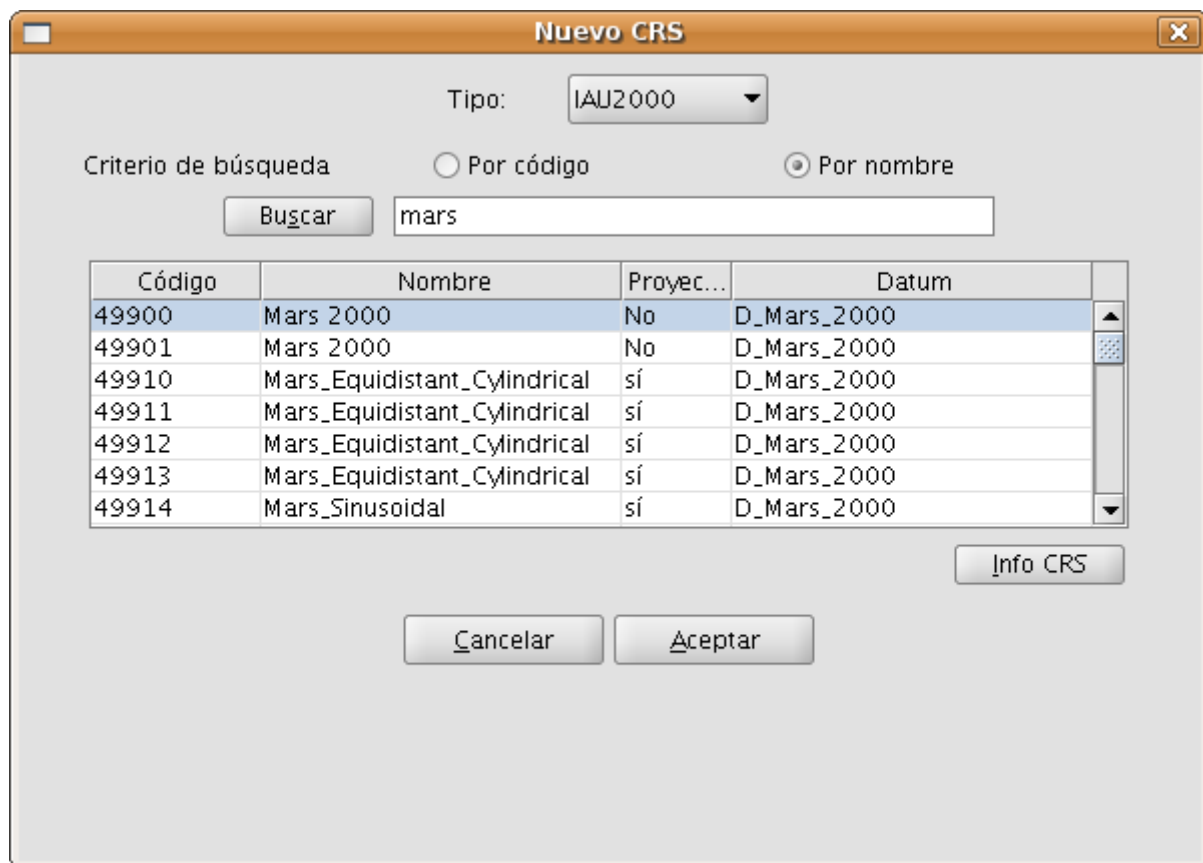 Nuevo CRS
Tipo: IAU2000
Criterio de búsqueda Por código Por nombre
Buscar mars
Código Nombre Proyec... Datum
49900 Mars 2000 No D_Mars_2000
49901 Mars 2000 No D_Mars_2000
49910 Mars_Equidistant_Cylindrical sí D_Mars_2000
49911 Mars_Equidistant_Cylindrical sí D_Mars_2000
49912 Mars_Equidistant_Cylindrical sí D_Mars_2000
49913 Mars_Equidistant_Cylindrical sí D_Mars_2000
49914 Mars_Sinusoidal sí D_Mars_2000
Info CRS
Cancelar Aceptar